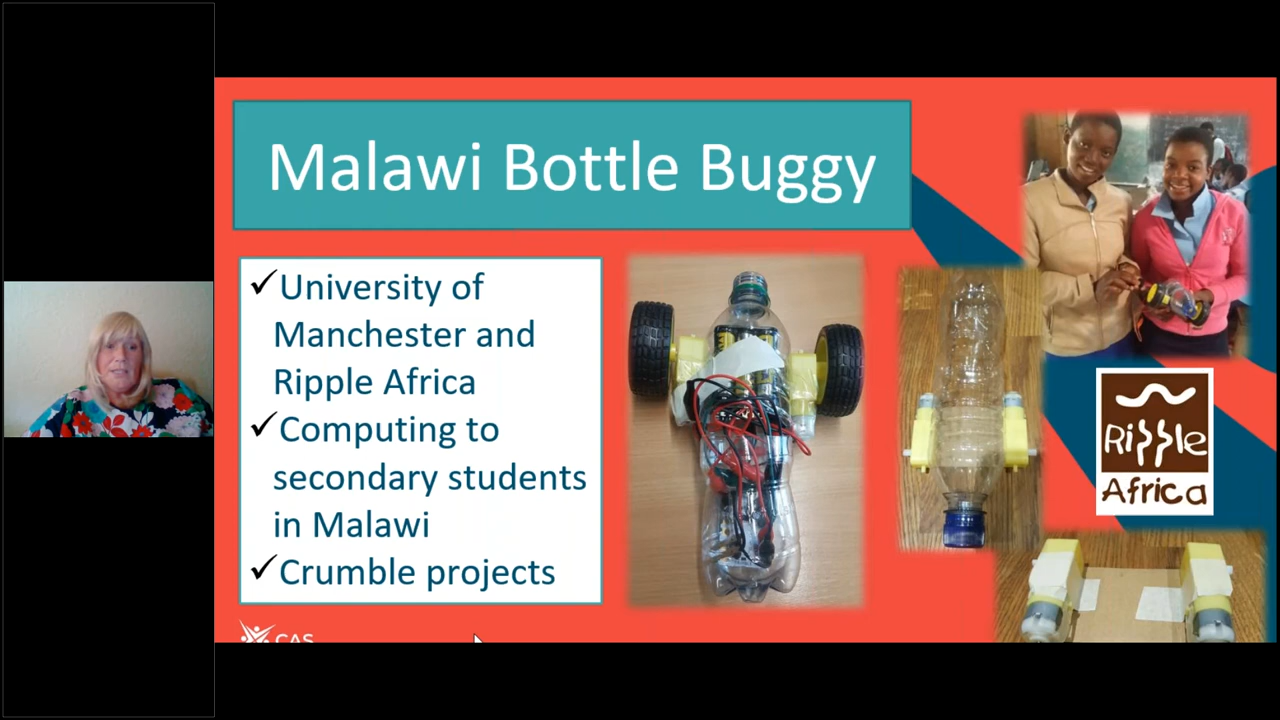 Malawi Bottle Buggy
✓University of
Manchester and
Ripple Africa
✓Computing to
secondary students
in Malawi
✓Crumble projects
Ripple
Africa
CAS